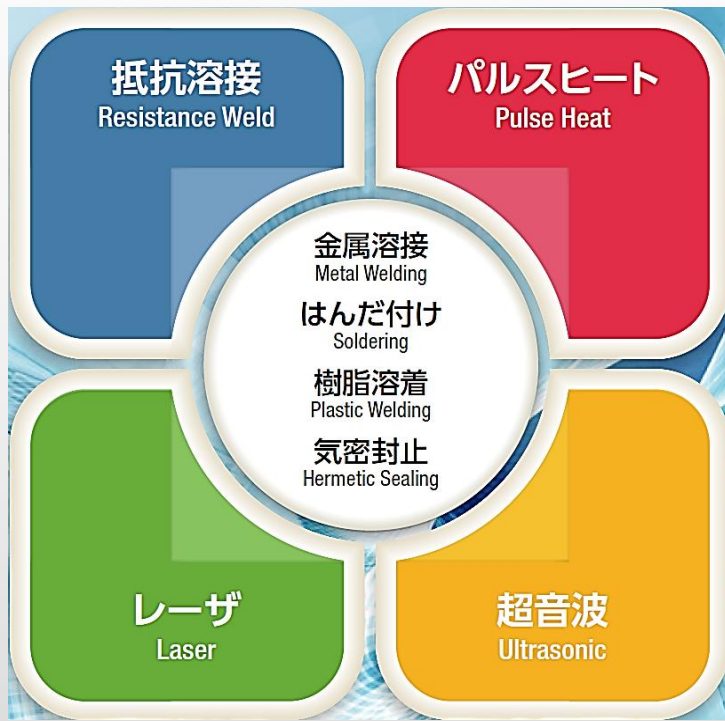 抵抗溶接
Resistance Weld
パルスヒート
Pulse Heat
金属溶接
Metal Welding
はんだ付け
Soldering
樹脂溶着
Plastic Welding
気密封止
Hermetic Sealing
レーザ
Laser
超音波
Ultrasonic